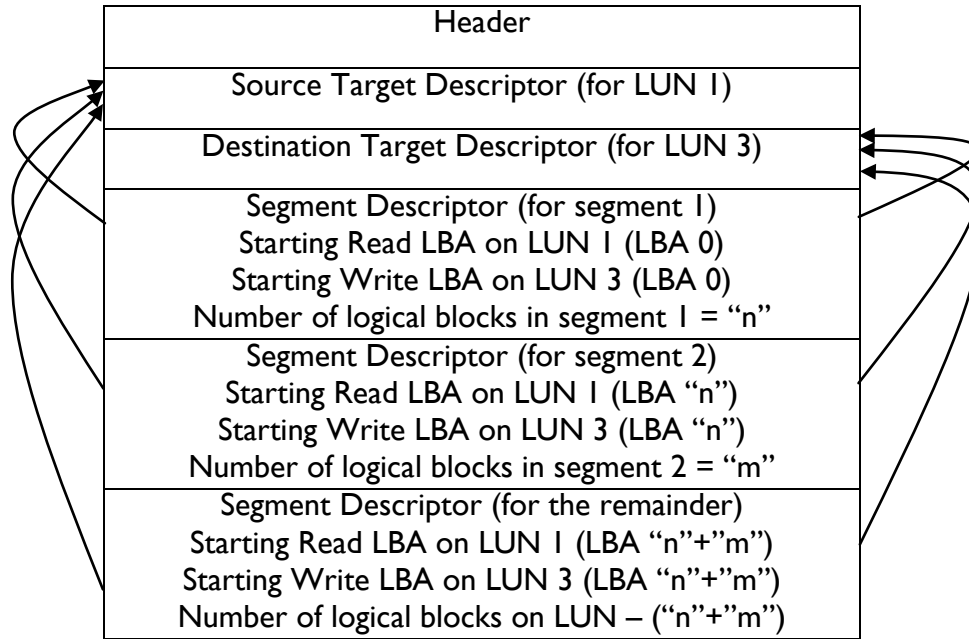 Header
Source Target Descriptor (for LUN 1)
Destination Target Descriptor (for LUN 3)
Segment Descriptor (for segment 1)
Starting Read LBA on LUN 1 (LBA 0)
Starting Write LBA on LUN 3 (LBA 0)
Number of logical blocks in segment 1 = “n”
Segment Descriptor (for segment 2)
Starting Read LBA on LUN 1 (LBA “n”)
Starting Write LBA on LUN 3 (LBA “n”)
Number of logical blocks in segment 2 = “m”
Segment Descriptor (for the remainder)
Starting Read LBA on LUN 1 (LBA “n”+”m”)
Starting Write LBA on LUN 3 (LBA “n”+”m”)
Number of logical blocks on LUN – (“n”+”m”)